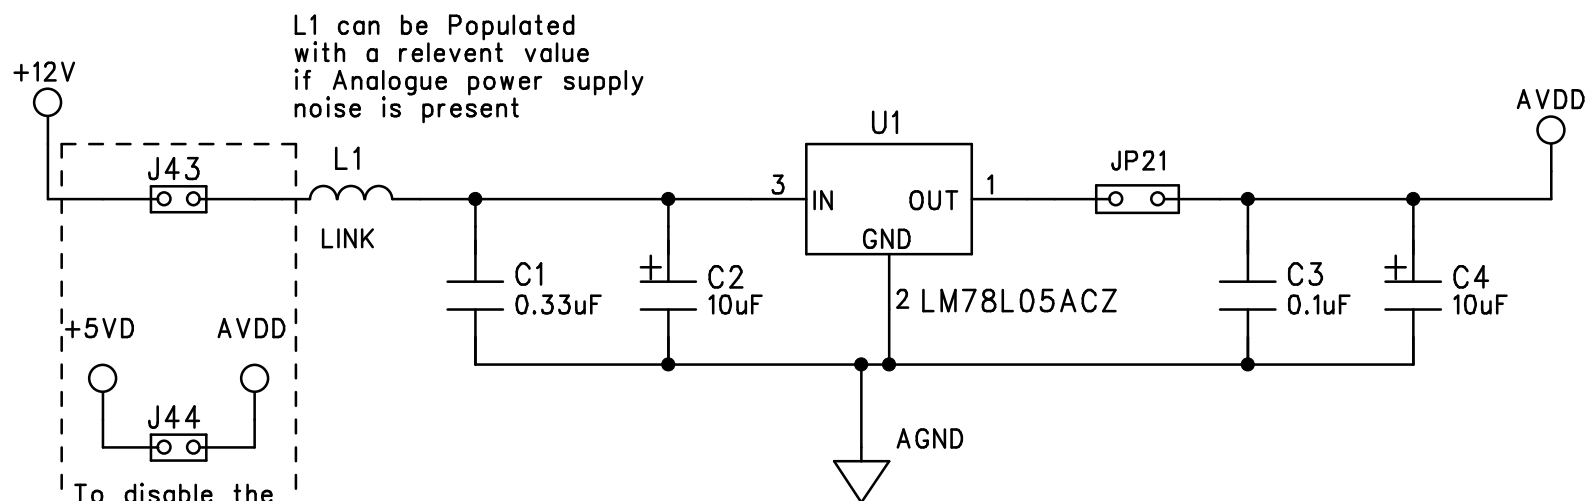 L1 can be Populated
with a relevent value
if Analogue power supply
noise is present
+12V
AVDD
U1
J43
L1
JP21
3
IN
OUT
1
LINK
GND
C1
0.33uF
+
C2
10uF
2 LM78L05ACZ
C3
0.1uF
+
C4
10uF
+5VD
AVDD
J44
AGND
To disable the